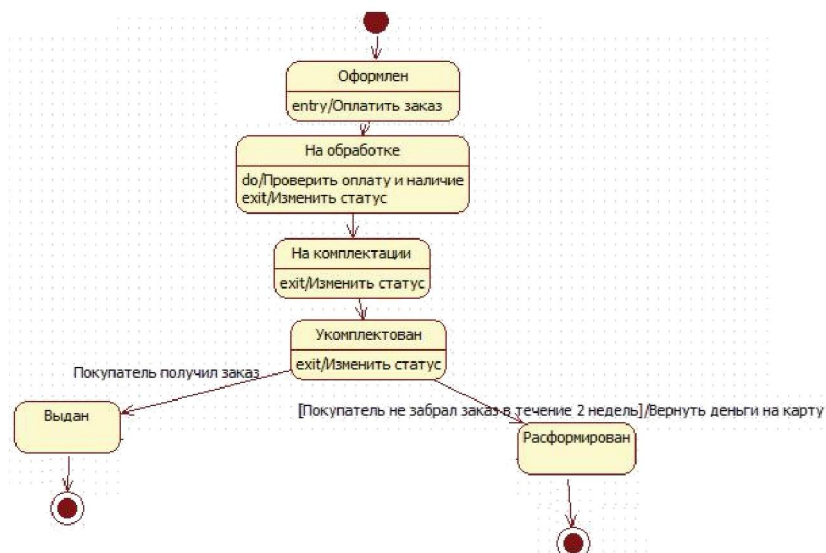 Оформлен
entry/Оплатить заказ
На обработке
do/Проверить оплату и наличие
exit/Изменить статус
На комплектации
exit/Изменить статус
Укомплектован
exit/Изменить статус
Покупатель получил заказ
[Покупатель не забрал заказ в течение 2 недель]/Вернуть деньги на карту
Выдан
Расформирован